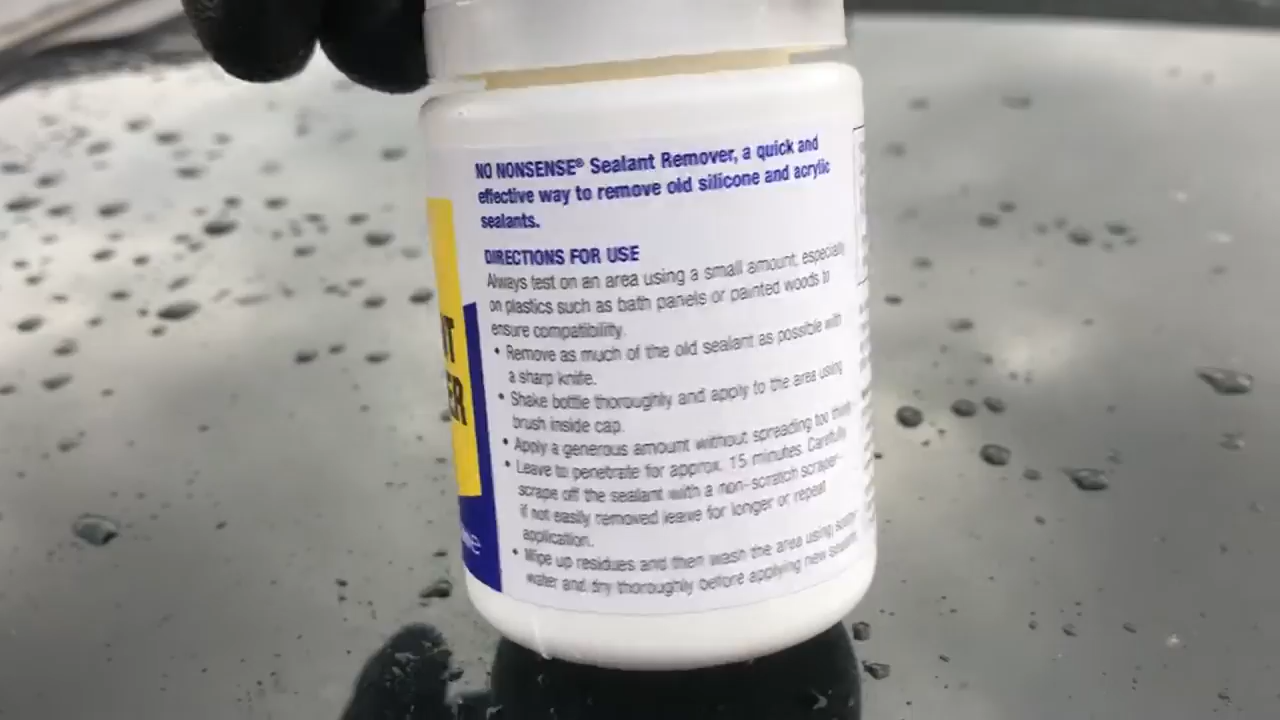 NO NONSENSE® Sealant Remover, a quick and
effective way to remove old silicone and acrylic
sealants.
DIRECTIONS FOR USE
Always test on an area using a small amount, especially
on plastics such as bath panels or painted woods to
ensure compatibility.
• Remove as much of the old sealant as possible with
a sharp knife.
• Shake bottle thoroughly and apply to the area using
brush inside cap.
• Apply a generous amount without spreading too thinly
• Leave to penetrate for approx. 15 minutes. Carefully
scrape off the sealant with a non-scratch scraper-
if not easily removed leave for longer or repeat
application.
• Wipe up residues and then wash the area using soapy
water and dry thoroughly before applying new sealant